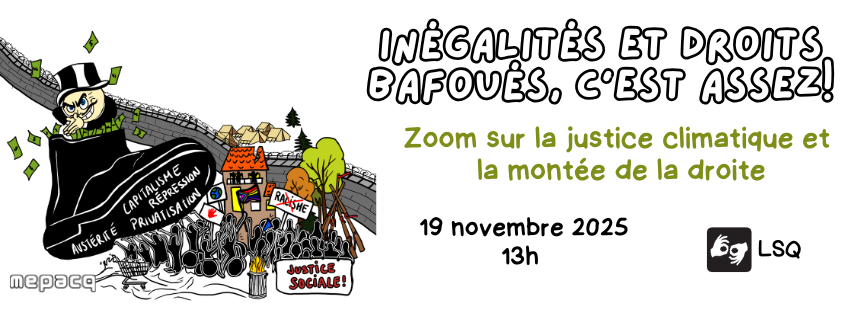 INÉGALITÉS ET DROITS
BAFOUÉS, C'EST ASSEZ!
Zoom sur la justice climatique et
la montée de la droite
19 novembre 2025
13h
LSQ
CAPITALISME
RÉPRESSION
AUSTÉRITÉ
PRIVATISATION
RACISME
JUSTICE
SOCIALE!
mepacq